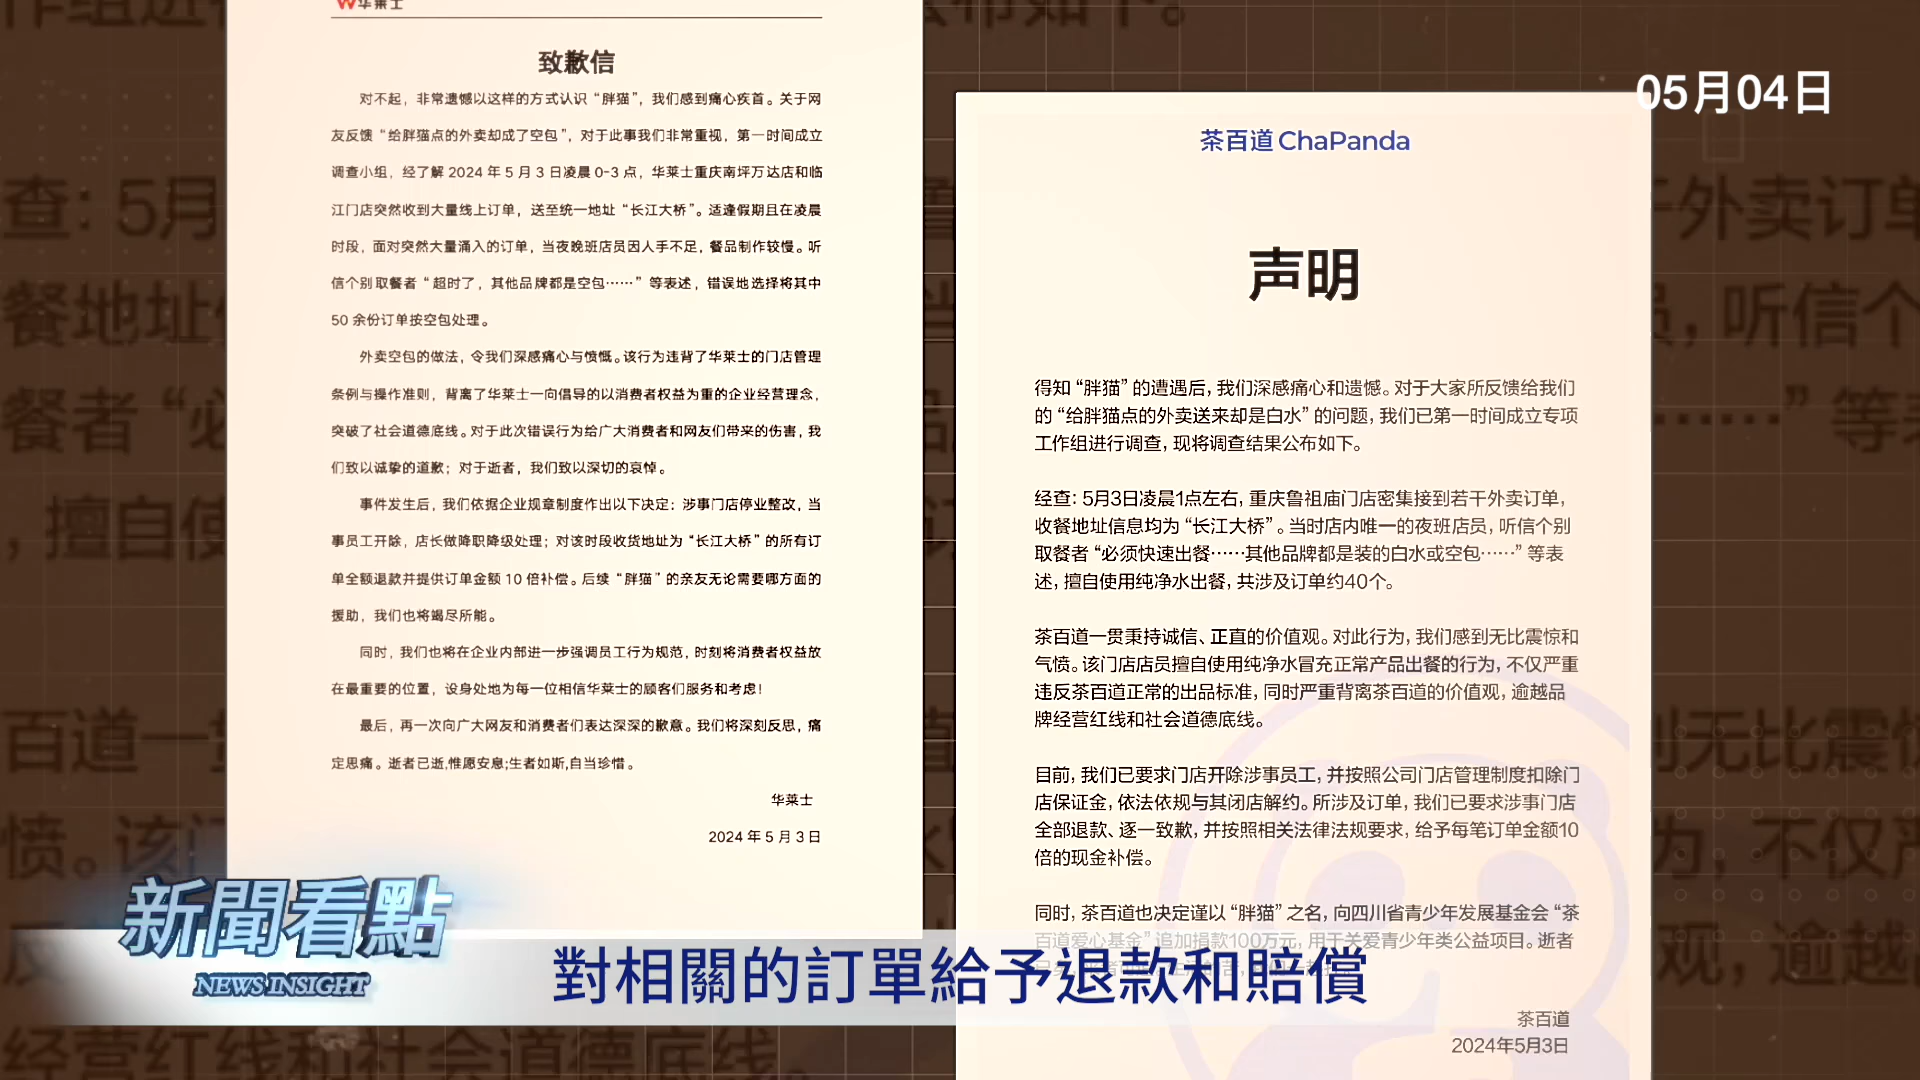 华莱士
致歉信
对不起，非常遗憾以这样的方式认识“胖猫”，我们感到痛心疾首。关于网
友反馈“给胖猫点的外卖却成了空包”，对于此事我们非常重视，第一时间成立
调查小组，经了解 2024 年 5 月 3 日凌晨 0-3 点，华莱士重庆南坪万达店和临
江门店突然收到大量线上订单，送至统一地址“长江大桥”。适逢假期且在凌晨
时段，面对突然大量涌入的订单，当夜晚班店员因人手不足，餐品制作较慢。听
信个别取餐者“超时了，其他品牌都是空包……”等表述，错误地选择将其中
50 余份订单按空包处理。
外卖空包的做法，令我们深感痛心与愤慨。该行为违背了华莱士的门店管理
条例与操作准则，背离了华莱士一向倡导的以消费者权益为重的企业经营理念，
突破了社会道德底线。对于此次错误行为给广大消费者和网友们带来的伤害，我
们致以诚挚的道歉；对于逝者，我们致以深切的哀悼。
事件发生后，我们依据企业规章制度作出以下决定：涉事门店停业整改，当
事员工开除，店长做降职降级处理；对该时段收货地址为“长江大桥”的所有订
单全额退款并提供订单金额 10 倍补偿。后续“胖猫”的亲友无论需要哪方面的
援助，我们也将竭尽所能。
同时，我们也将在企业内部进一步强调员工行为规范，时刻将消费者权益放
在最重要的位置，设身处地为每一位相信华莱士的顾客们服务和考虑！
最后，再一次向广大网友和消费者们表达深深的歉意。我们将深刻反思，痛
定思痛。逝者已逝,惟愿安息;生者如斯,自当珍惜。
华莱士
2024 年 5 月 3 日
05月04日
茶百道 ChaPanda
声明
得知“胖猫”的遭遇后，我们深感痛心和遗憾。对于大家所反馈给我们
的“给胖猫点的外卖送来却是白水”的问题，我们已第一时间成立专项
工作组进行调查，现将调查结果公布如下。
经查：5月3日凌晨1点左右，重庆鲁祖庙门店密集接到若干外卖订单，
收餐地址信息均为“长江大桥”。当时店内唯一的夜班店员，听信个别
取餐者“必须快速出餐……其他品牌都是装的白水或空包……”等表
述，擅自使用纯净水出餐，共涉及订单约40个。
茶百道一贯秉持诚信、正直的价值观。对此行为，我们感到无比震惊和
气愤。该门店店员擅自使用纯净水冒充正常产品出餐的行为，不仅严重
违反茶百道正常的出品标准，同时严重背离茶百道的价值观，逾越品
牌经营红线和社会道德底线。
目前，我们已要求门店开除涉事员工，并按照公司门店管理制度扣除门
店保证金，依法依规与其闭店解约。所涉及订单，我们已要求涉事门店
全部退款、逐一致歉，并按照相关法律法规要求，给予每笔订单金额10
倍的现金补偿。
同时，茶百道也决定谨以“胖猫”之名，向四川省青少年发展基金会“茶
百道爱心基金”追加捐款100万元，用于关爱青少年类公益项目。逝者
茶百道
2024年5月3日
新聞看點
NEWS INSIGHT
對相關的訂單給予退款和賠償